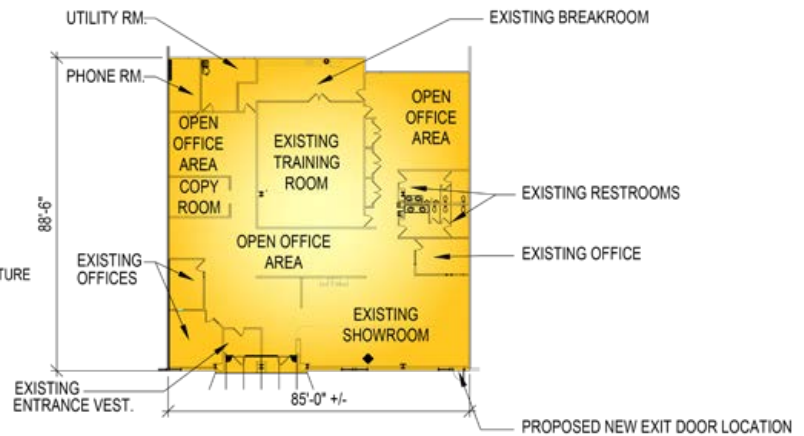 UTILITY RM.
EXISTING BREAKROOM
PHONE RM.
OPEN
OFFICE
AREA
OPEN
OFFICE
AREA
EXISTING
TRAINING
ROOM
COPY
ROOM
EXISTING RESTROOMS
88'-6"
OPEN OFFICE
AREA
EXISTING OFFICE
TURE
EXISTING
OFFICES
EXISTING
SHOWROOM
EXISTING
ENTRANCE VEST.
85'-0" +/-
PROPOSED NEW EXIT DOOR LOCATION